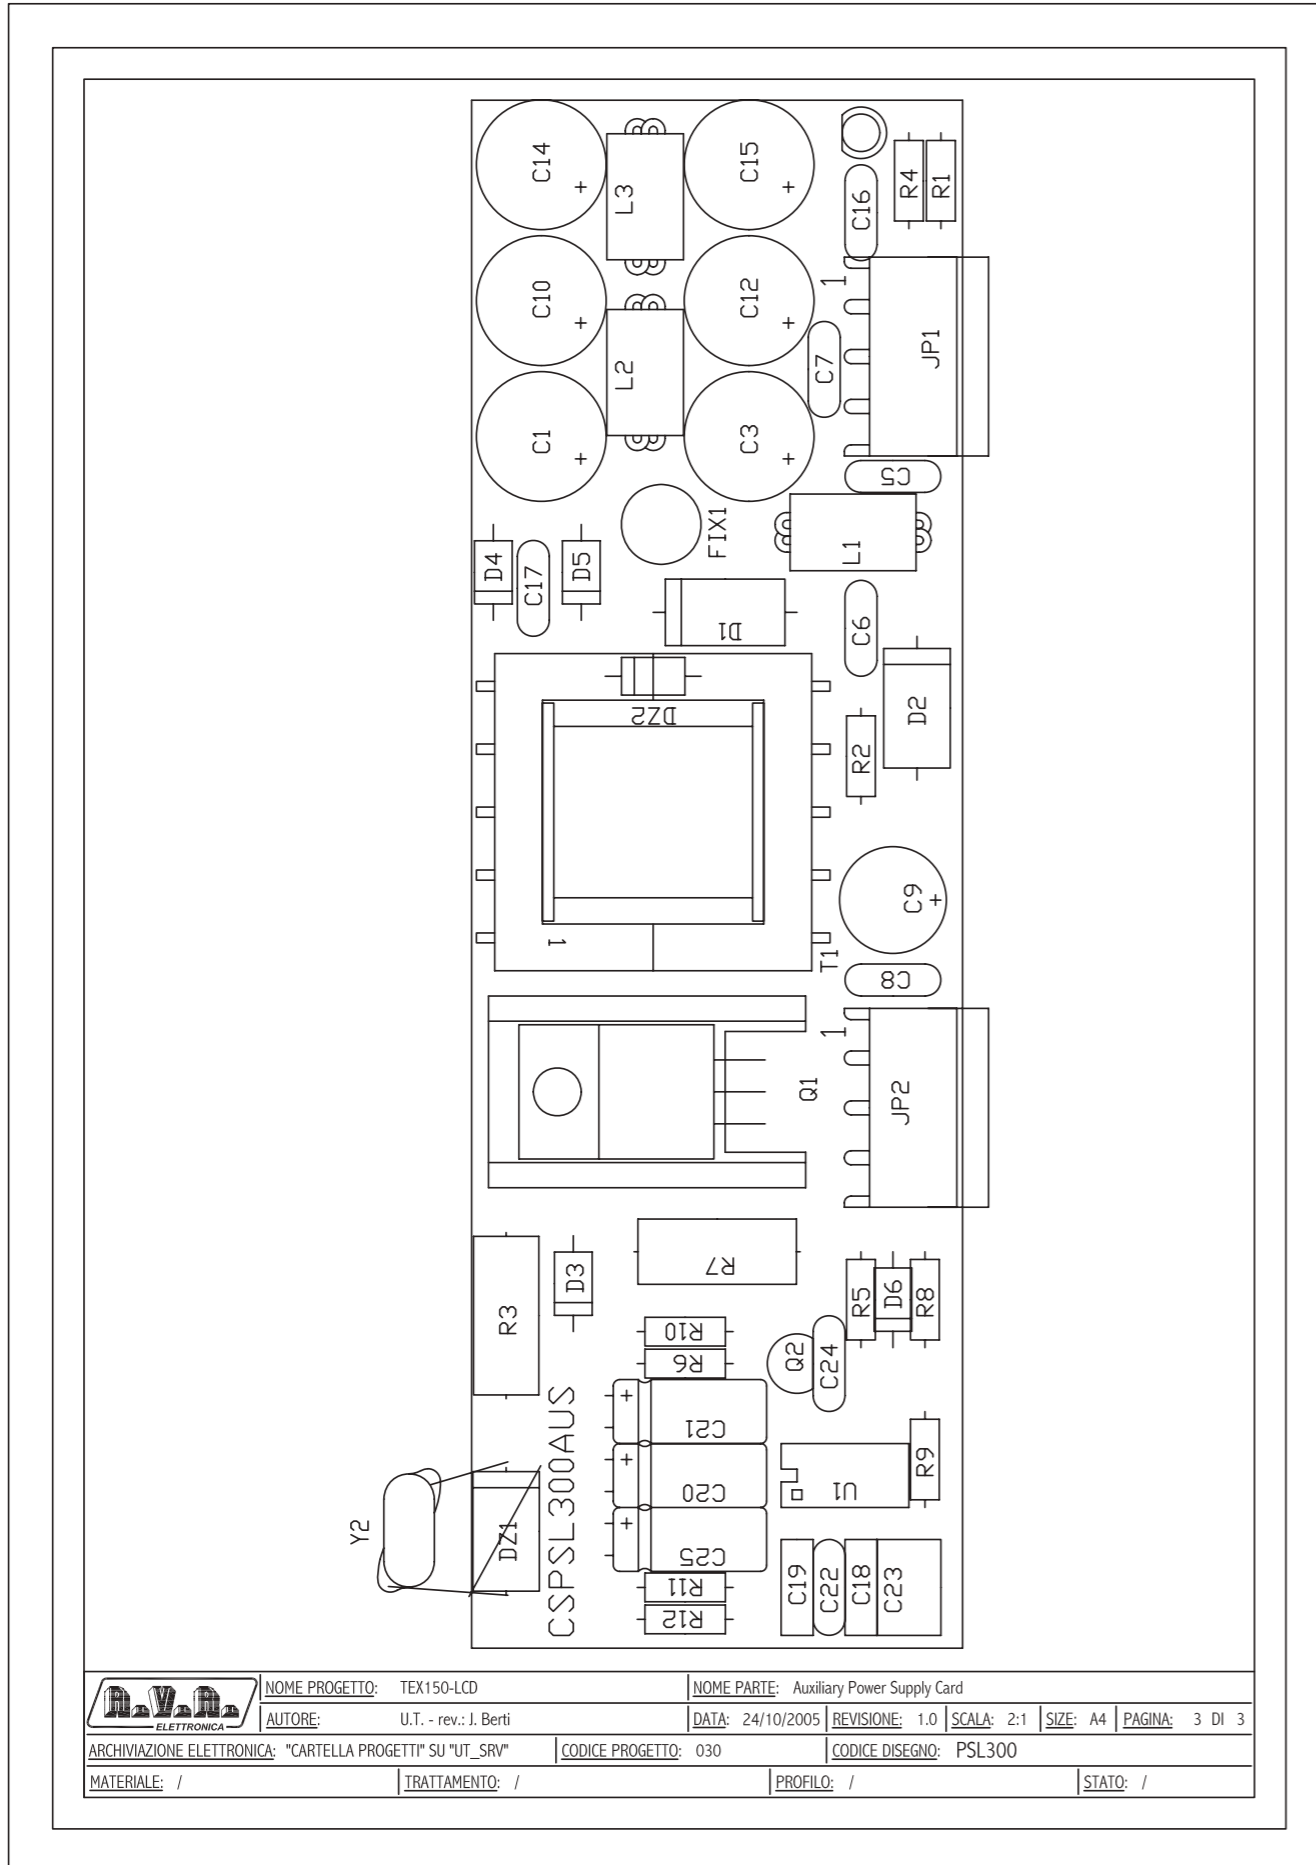 C14
+
L3
C15
+
C16
R4
R1
C10
+
L2
C12
+
C7
1
JP1
C1
+
C3
+
C5
FIX1
L1
D4
C17
D5
D1
C6
DZ2
D2
R2
C9
+
1
T1
C8
1
Q1
JP2
R7
R3
D3
R5
D6
R8
R10
R6
Q2
C24
+
C21
CSPSL300AUS
+
C20
U1
R9
Y2
DZ1
+
C25
R11
R12
C19
C22
C18
C23
R.V.R.
ELETTRONICA
NOME PROGETTO: TEX150-LCD
NOME PARTE: Auxiliary Power Supply Card
AUTORE: U.T. - rev.: J. Berti
DATA: 24/10/2005
REVISIONE: 1.0
SCALA: 2:1
SIZE: A4
PAGINA: 3 DI 3
ARCHIVIAZIONE ELETTRONICA: "CARTELLA PROGETTI" SU "UT_SRV"
CODICE PROGETTO: 030
CODICE DISEGNO: PSL300
MATERIALE: /
TRATTAMENTO: /
PROFILO: /
STATO: /